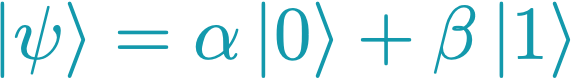 |ψ⟩ = α |0⟩ + β |1⟩